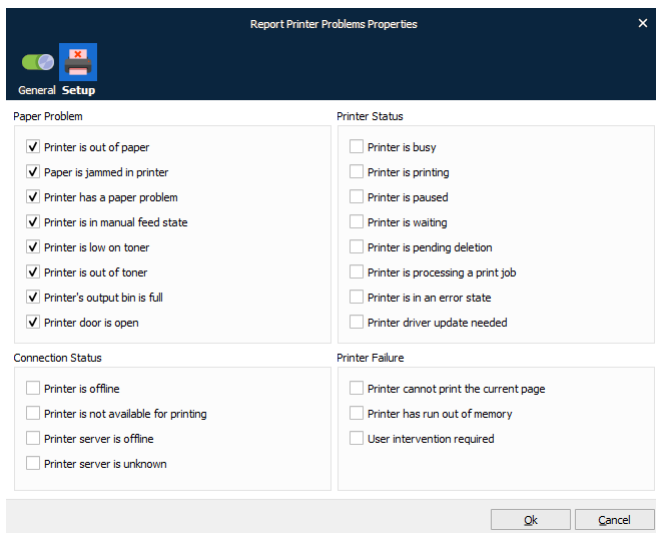 Report Printer Problems Properties
General Setup
Paper Problem
Printer is out of paper
Paper is jammed in printer
Printer has a paper problem
Printer is in manual feed state
Printer is low on toner
Printer is out of toner
Printer's output bin is full
Printer door is open
Printer Status
Printer is busy
Printer is printing
Printer is paused
Printer is waiting
Printer is pending deletion
Printer is processing a print job
Printer is in an error state
Printer driver update needed
Connection Status
Printer is offline
Printer is not available for printing
Printer server is offline
Printer server is unknown
Printer Failure
Printer cannot print the current page
Printer has run out of memory
User intervention required
Ok Cancel